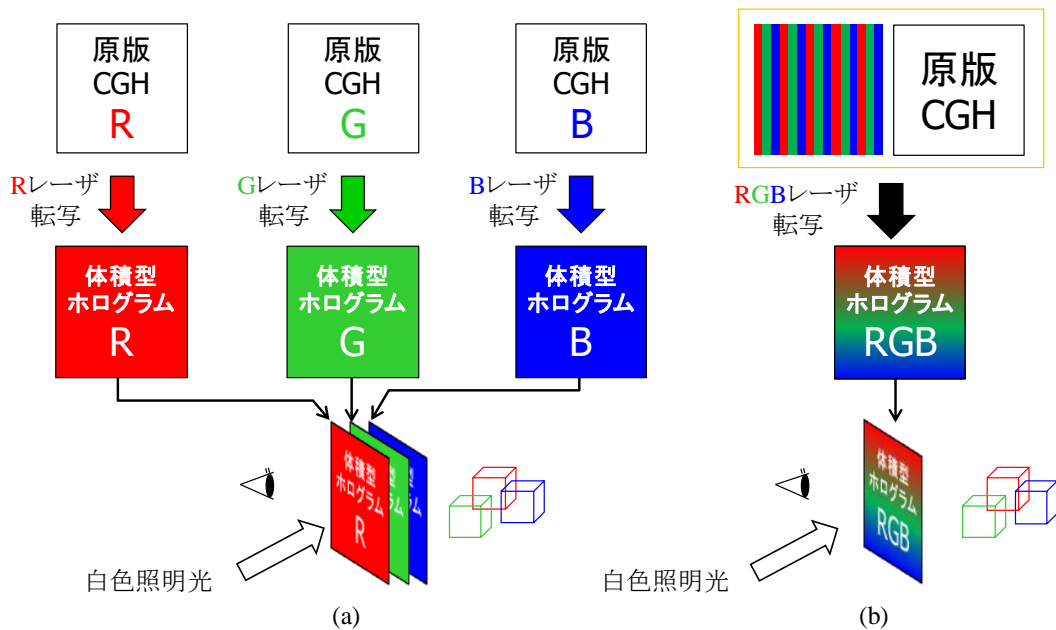 原版
CGH
R
原版
CGH
G
原版
CGH
B
原版
CGH
Rレーザ
転写
Gレーザ
転写
Bレーザ
転写
RGBレーザ
転写
体積型
ホログラム
R
体積型
ホログラム
G
体積型
ホログラム
B
体積型
ホログラム
RGB
体積型
ホログラム
R
体積型
ホログラム
RGB
白色照明光
白色照明光
(a)
(b)